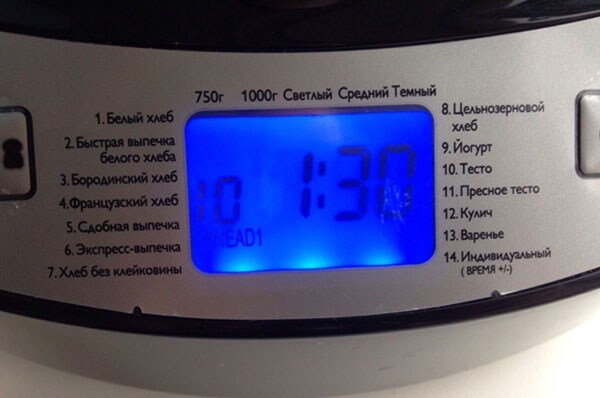 750г 1000г Светлый Средний Темный
1. Белый хлеб
2. Быстрая выпечка
белого хлеба
3. Бородинский хлеб
4. Французский хлеб
5. Сдобная выпечка
6. Экспресс-выпечка
7. Хлеб без клейковины
10 1:30
HEAD1
8. Цельнозерновой
хлеб
9. Йогурт
10. Тесто
11. Пресное тесто
12. Кулич
13. Варенье
14. Индивидуальный
( ВРЕМЯ +/-)